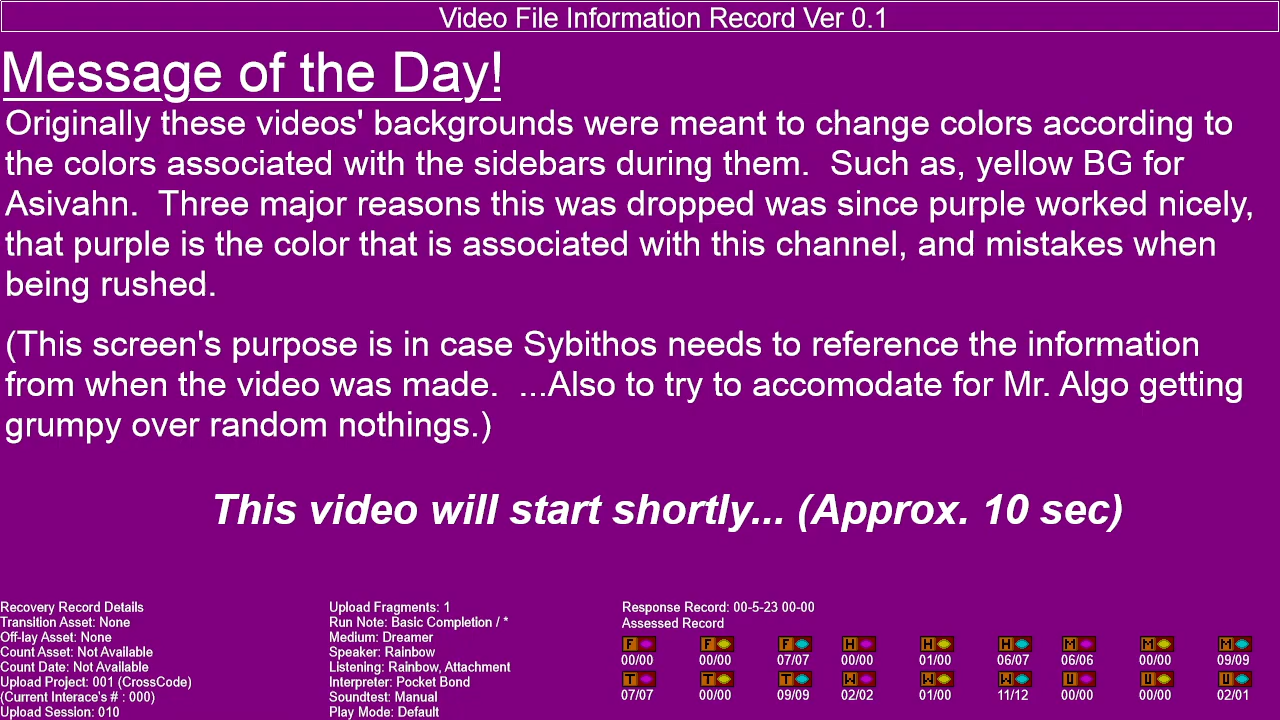 Video File Information Record Ver 0.1
Message of the Day!
Originally these videos' backgrounds were meant to change colors according to
the colors associated with the sidebars during them.  Such as, yellow BG for
Asivahn.  Three major reasons this was dropped was since purple worked nicely,
that purple is the color that is associated with this channel, and mistakes when
being rushed.
(This screen's purpose is in case Sybithos needs to reference the information
from when the video was made.  ...Also to try to accomodate for Mr. Algo getting
grumpy over random nothings.)
This video will start shortly... (Approx. 10 sec)
Recovery Record Details
Transition Asset: None
Off-lay Asset: None
Count Asset: Not Available
Count Date: Not Available
Upload Project: 001 (CrossCode)
(Current Interace's # : 000)
Upload Session: 010
Upload Fragments: 1
Run Note: Basic Completion / *
Medium: Dreamer
Speaker: Rainbow
Listening: Rainbow, Attachment
Interpreter: Pocket Bond
Soundtest: Manual
Play Mode: Default
Response Record: 00-5-23 00-00
Assessed Record
F F F H H H M M M
00/00 00/00 07/07 00/00 01/00 06/07 06/06 00/00 09/09
T T T W W W U U U
07/07 00/00 09/09 02/02 01/00 11/12 00/00 00/00 02/01